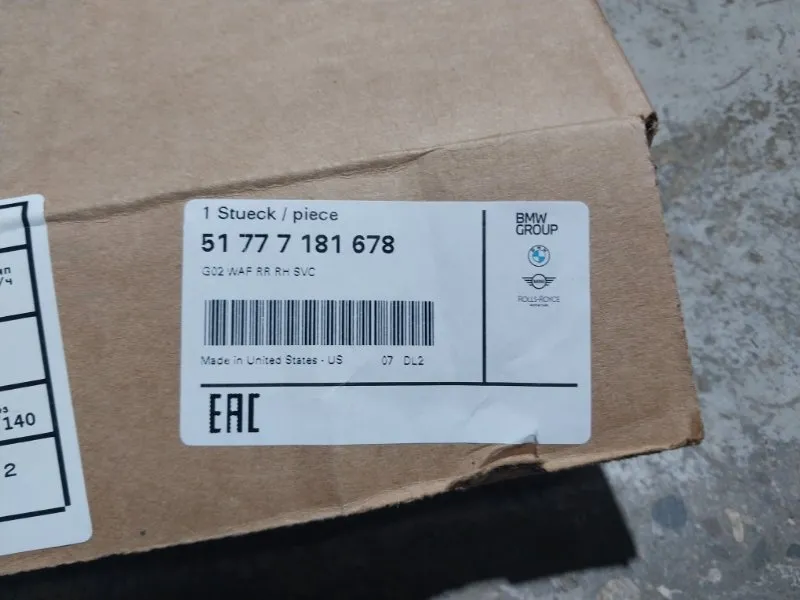 1 Stueck / piece
51 77 7 181 678
G02 WAF RR RH SVC
Made in United States - US 07 DL2
EAC
BMW
GROUP
MINI
ROLLS-ROYCE
/ч
140
2